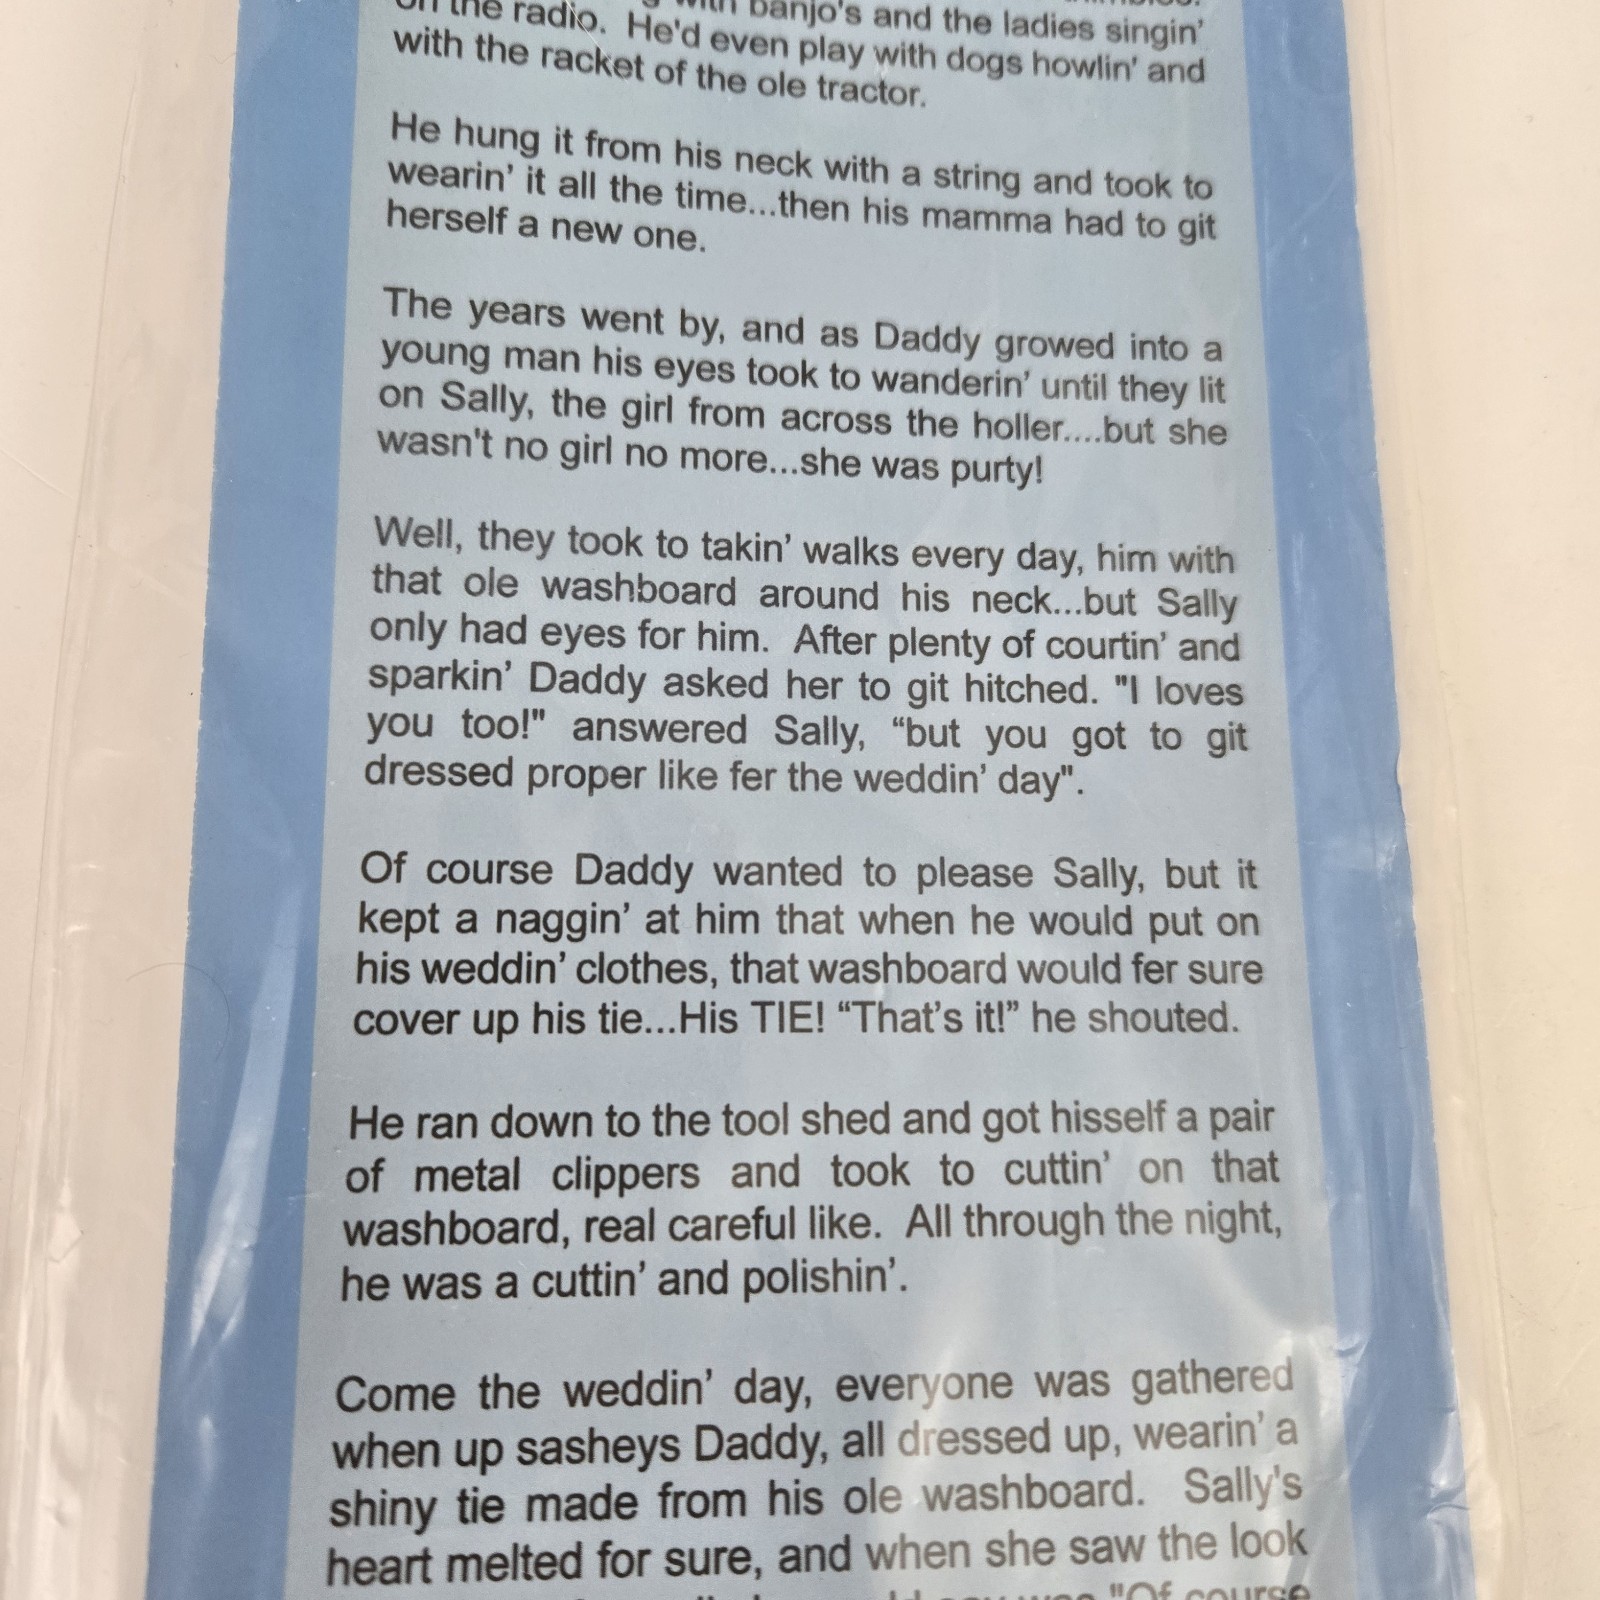 with banjo's and the ladies singin'
on the radio. He'd even play with dogs howlin' and
with the racket of the ole tractor.
He hung it from his neck with a string and took to
wearin' it all the time...then his mamma had to git
herself a new one.
The years went by, and as Daddy growed into a
young man his eyes took to wanderin' until they lit
on Sally, the girl from across the holler....but she
wasn't no girl no more...she was purty!
Well, they took to takin' walks every day, him with
that ole washboard around his neck...but Sally
only had eyes for him. After plenty of courtin' and
sparkin' Daddy asked her to git hitched. "I loves
you too!" answered Sally, “but you got to git
dressed proper like fer the weddin' day".
Of course Daddy wanted to please Sally, but it
kept a naggin' at him that when he would put on
his weddin' clothes, that washboard would fer sure
cover up his tie...His TIE! “That's it!” he shouted.
He ran down to the tool shed and got hisself a pair
of metal clippers and took to cuttin' on that
washboard, real careful like. All through the night,
he was a cuttin' and polishin'.
Come the weddin' day, everyone was gathered
when up sasheys Daddy, all dressed up, wearin' a
shiny tie made from his ole washboard. Sally's
heart melted for sure, and when she saw the look
was "Of course